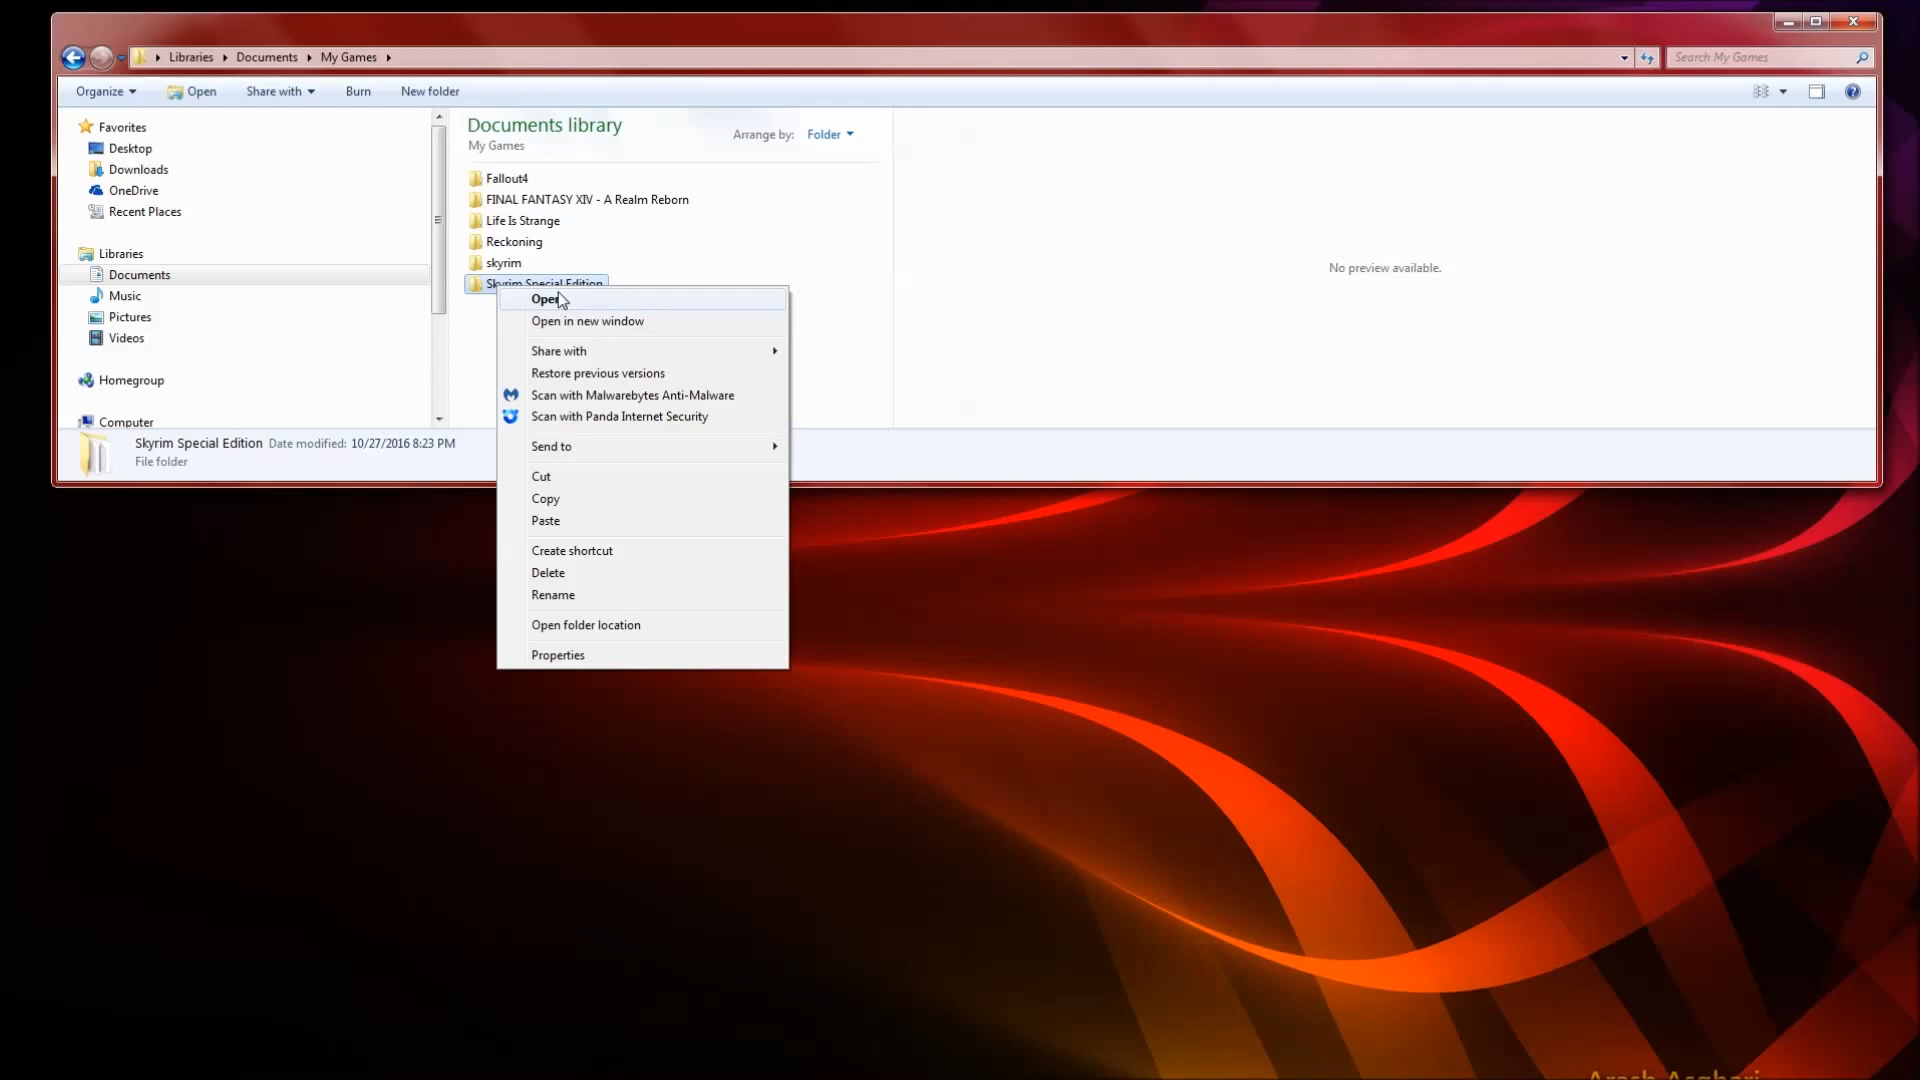 Libraries Documents My Games
Search My Games
Organize Open Share with Burn New folder
Favorites
Desktop
Downloads
OneDrive
Recent Places
Libraries
Documents
Music
Pictures
Videos
Homegroup
Computer
Documents library
My Games
Arrange by: Folder
Fallout4
FINAL FANTASY XIV - A Realm Reborn
Life Is Strange
Reckoning
skyrim
Skyrim Special Edition
Open
Open in new window
Share with
Restore previous versions
Scan with Malwarebytes Anti-Malware
Scan with Panda Internet Security
Send to
Cut
Copy
Paste
Create shortcut
Delete
Rename
Open folder location
Properties
No preview available.
Skyrim Special Edition Date modified: 10/27/2016 8:23 PM
File folder